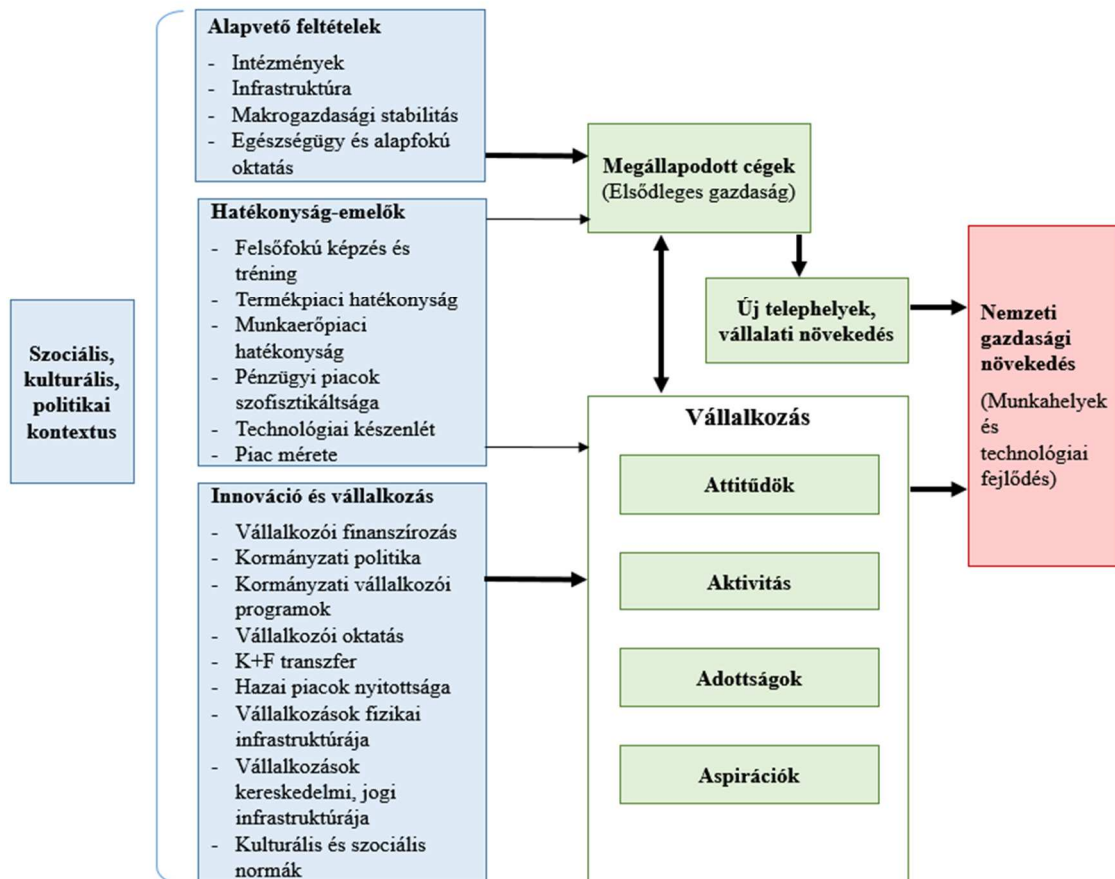 Szociális,
kulturális,
politikai
kontextus
Alapvető feltételek
- Intézmények
- Infrastruktúra
- Makrogazdasági stabilitás
- Egészségügy és alapfokú
oktatás
Hatékonyság-emelők
- Felsőfokú képzés és
tréning
- Termékpiaci hatékonyság
- Munkaerőpiaci
hatékonyság
- Pénzügyi piacok
szofisztikáltsága
- Technológiai készenlét
- Piac mérete
Innováció és vállalkozás
- Vállalkozói finanszírozás
- Kormányzati politika
- Kormányzati vállalkozói
programok
- Vállalkozói oktatás
- K+F transzfer
- Hazai piacok nyitottsága
- Vállalkozások fizikai
infrastruktúrája
- Vállalkozások
kereskedelmi, jogi
infrastruktúrája
- Kulturális és szociális
normák
Megállapodott cégek
(Elsődleges gazdaság)
Új telephelyek,
vállalati növekedés
Vállalkozás
Attitűdök
Aktivitás
Adottságok
Aspirációk
Nemzeti
gazdasági
növekedés
(Munkahelyek
és
technológiai
fejlődés)